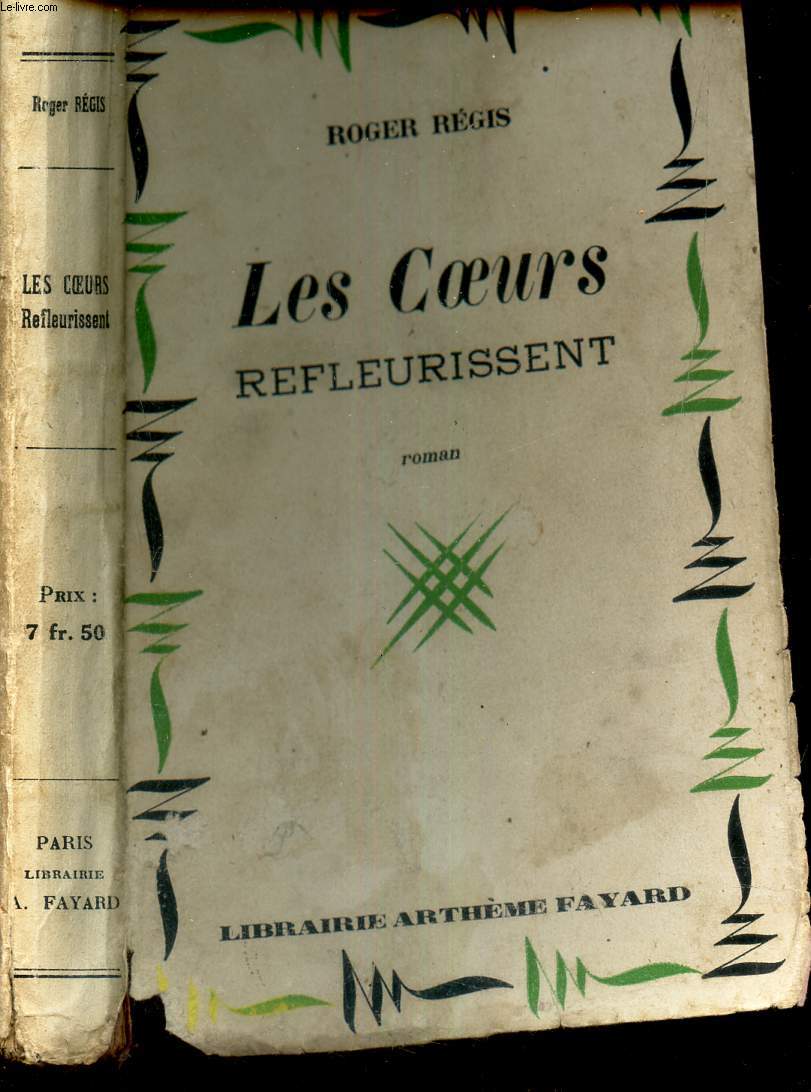 Le-livre.com
Roger RÉGIS
LES CŒURS
Refleurissent
PRIX :
7 fr. 50
PARIS
LIBRAIRIE
A. FAYARD
ROGER RÉGIS
Les Cœurs
REFLEURISSENT
roman
LIBRAIRIE ARTHÈME FAYARD